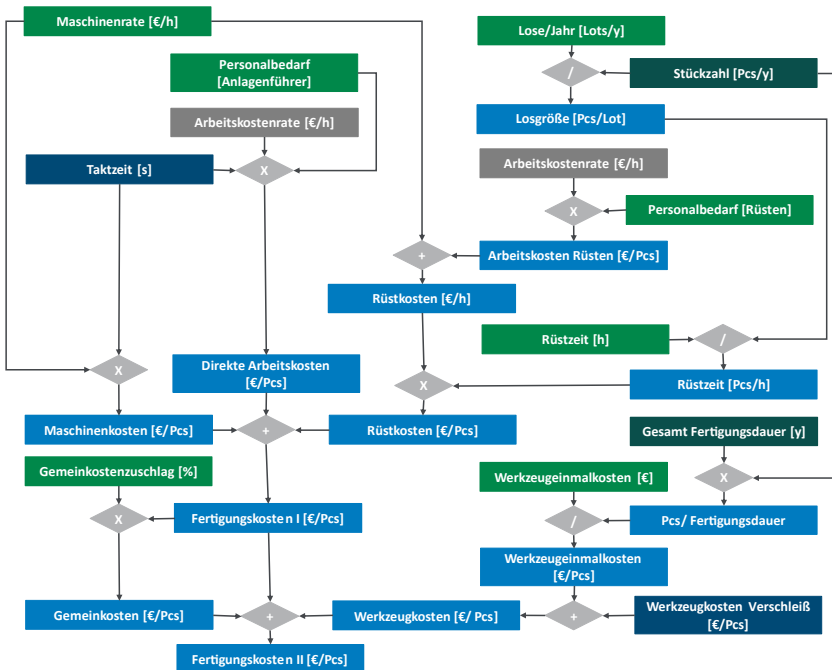 Maschinenrate [€/h]
Lose/Jahr [Lots/y]
Personalbedarf
[Anlagenführer]
/
Stückzahl [Pcs/y]
Arbeitskostenrate [€/h]
Losgröße [Pcs/Lot]
Taktzeit [s]
X
Arbeitskostenrate [€/h]
X
Personalbedarf [Rüsten]
+
Arbeitskosten Rüsten [€/Pcs]
Rüstkosten [€/h]
Rüstzeit [h]
/
X
Direkte Arbeitskosten
[€/Pcs]
X
Rüstzeit [Pcs/h]
Maschinenkosten [€/Pcs]
+
Rüstkosten [€/Pcs]
Gesamt Fertigungsdauer [y]
Gemeinkostenzuschlag [%]
Werkzeugeinmalkosten [€]
X
X
Fertigungskosten I [€/Pcs]
/
Pcs/ Fertigungsdauer
Werkzeugeinmalkosten
[€/Pcs]
Gemeinkosten [€/Pcs]
+
Werkzeugkosten [€/ Pcs]
+
Werkzeugkosten Verschleiß
[€/Pcs]
Fertigungskosten II [€/Pcs]